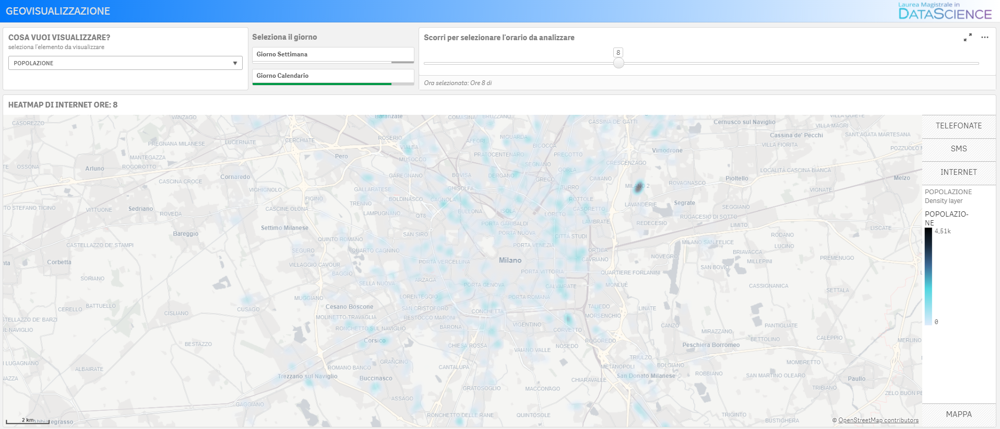 GEOVISUALIZZAZIONE
Laurea Magistrale in
DATASCIENCE
COSA VUOI VISUALIZZARE?
seleziona l'elemento da visualizzare
POPOLAZIONE
Seleziona il giorno
Giorno Settimana
Giorno Calendario
Scorri per selezionare l'orario da analizzare
8
Ora selezionata: Ore 8 di
HEATMAP DI INTERNET ORE: 8
VANZAGO
Baranzate
COMASINA
BRUZZANO
VILLA QUIETE
CASOREZZO
CASSINA DE' GATTI
Cernusco sul Naviglio
VILLA MAGRI
PREGNANA MILANESE
LUCERNATE
CERCHIATE
ROSERIO
AFFORI
NIGUARDA
BICOCCA
Cassina de' Pecchi
SANT'AGATA MARTESANA
VILLA FIORITA
MANTEGAZZA
Pero
VIALBA
MUSOCCO
PRATOCENTENARO
PRECOTTO
Vimodrone
POZZUOLO
OSSONA
Arluno
ROGOROTTO
SEGNANO
CRESCENZAGO
LOCALITÀ CASCINA BIANCA
CASCINA CROCE
Cornaredo
GAREGNANO
BOVISA
DERGANO
GRECO
GORLA
CIMIANO
Pioltello
Melzo
VIGHIGNOLO
GALLARATESE
GHISOLFA
TURRO
MILANO 2
ROVAGNASCO
VIGNATE
FIGINO
TRENNO
BOLDINASCO
CAGNOLA
ROTTOLE
LAVANDERIE
Segrate
SEGGIANO
TO STEFANO TICINO
VITTUONE
Sedriano
ROVEDA
CASCINE OLONA
LAMPUGNANO
QT8
BULLONA
ISOLA
LORETO
CASORETTO
RUGACESIO DI SOTTO
Settimo Milanese
PORTA GARIBALDI
LAMBRATE
REDECESIO
LIMITO
LISCATE
Bareggio
SAN SIRO
PORTA NUOVA
CITTÀ STUDI
RODANO
CASTELLAZZO DE' STAMPI
QUINTO ROMANO
PORTA VENEZIA
MILANO SAN FELICE
LUCINO
SEGURO
QUARTO CAGNINO
ORTICA
BRIAVACCA
Corbetta
PORTA VERCELLINA
Milano
CAVRIANO
NOVEGRO
MILLEPINI
PREMENUGO
VILLAGGIO CAVOUR
BAGGIO
PORTA VITTORIA
QUARTIERE FORLANINI
SAN BOVIO
SORIANO
SELLA NUOVA
ARZAGA
PORTA GENOVA
CALVAIRATE
MONLUÈ
CASSIGNANICA
SETTALA
MUGGIANO
LORENTEGGIO
PORTA ROMANA
BATTUELLO
CERELLO
CISLIANO
CUSAGO
Cesano Boscone
SAN CRISTOFORO
CONCHETTA
TALIEDO
LINATE
STELLAZZO DE' BARZI
MOLINETTO-TRAVAGLIA
RESTOCCO MARONI
MORSENCHIO
IL NAVIGLIO
RONCHETTO SUL NAVIGLIO
BARONA
VIGENTINO
CORVETTO
CANZO
MIRAZZANO
PANTIGLIATE
BESTAZZO
Corsico
CHIESA ROSSA
VAIANO VALLE
NOSEDO
ROGOREDO
Peschiera Borromeo
BETTOLINO
CALEPPIO
MERLINO
LUGAGNANO
GRANCINO
TRIULZO
ALBAIRATE
ROMANO BANCO
CANTALUPA
METANOPOLI
BOLGIANO
MOMBRETTO
NAZZA
Trezzano sul Naviglio
Buccinasco
CHIARAVALLE
San Donato Milanese
ROBBIANO
SAN MARTINO OLEARO
Paullo
GRATOSOGLIO
MACCONAGO
TRIBIANO
ZELO BUON PE
GAGGIANO
ASSAGO
RONCHETTO DELLE RANE
QUINTOSOLE
TRIGINTO
BUSTIGHERA
2 km
Abbiategrasso
© OpenStreetMap contributors
TELEFONATE
SMS
INTERNET
POPOLAZIONE
Density layer
POPOLAZIO-
NE
4,51k
0
MAPPA